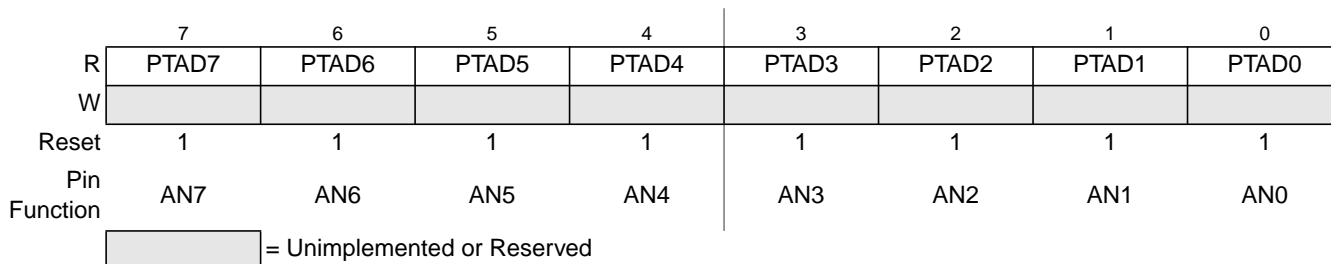 7 6 5 4 3 2 1 0
R PTAD7 PTAD6 PTAD5 PTAD4 PTAD3 PTAD2 PTAD1 PTAD0
W
Reset 1 1 1 1 1 1 1 1
Pin
Function AN7 AN6 AN5 AN4 AN3 AN2 AN1 AN0
= Unimplemented or Reserved